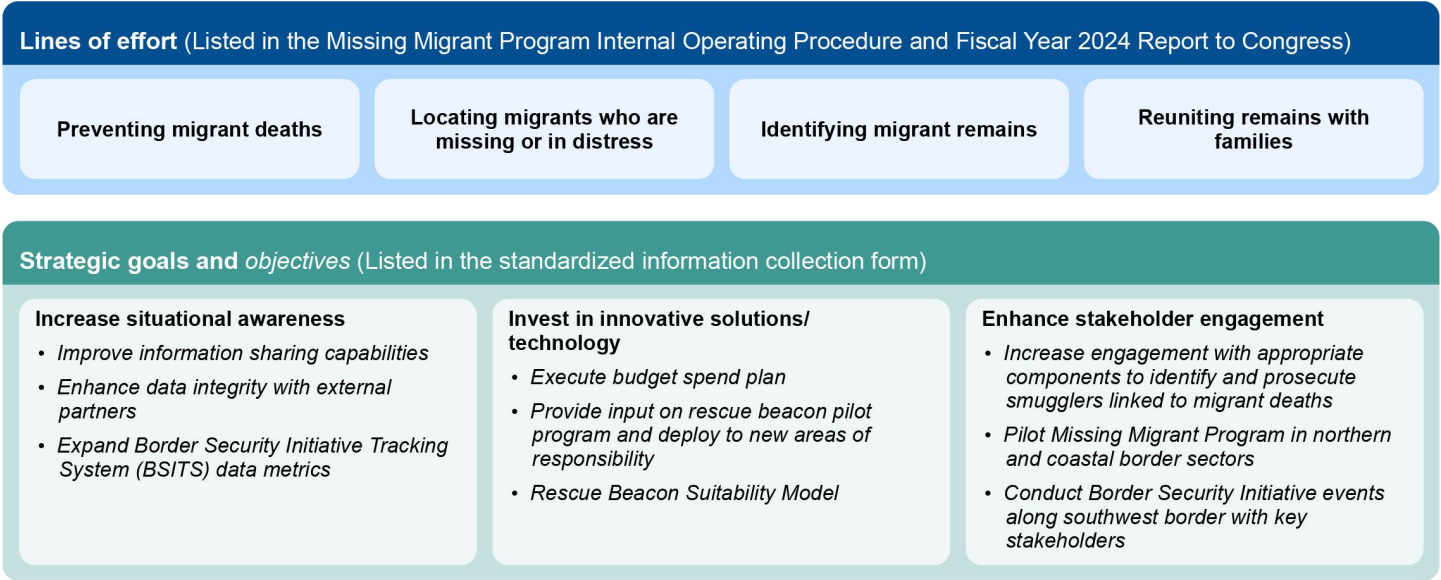 Lines of effort (Listed in the Missing Migrant Program Internal Operating Procedure and Fiscal Year 2024 Report to Congress)
Preventing migrant deaths
Locating migrants who are
missing or in distress
Identifying migrant remains
Reuniting remains with
families
Strategic goals and objectives (Listed in the standardized information collection form)
Increase situational awareness
• Improve information sharing capabilities
• Enhance data integrity with external
partners
• Expand Border Security Initiative Tracking
System (BSITS) data metrics
Invest in innovative solutions/
technology
• Execute budget spend plan
• Provide input on rescue beacon pilot
program and deploy to new areas of
responsibility
• Rescue Beacon Suitability Model
Enhance stakeholder engagement
• Increase engagement with appropriate
components to identify and prosecute
smugglers linked to migrant deaths
• Pilot Missing Migrant Program in northern
and coastal border sectors
• Conduct Border Security Initiative events
along southwest border with key
stakeholders